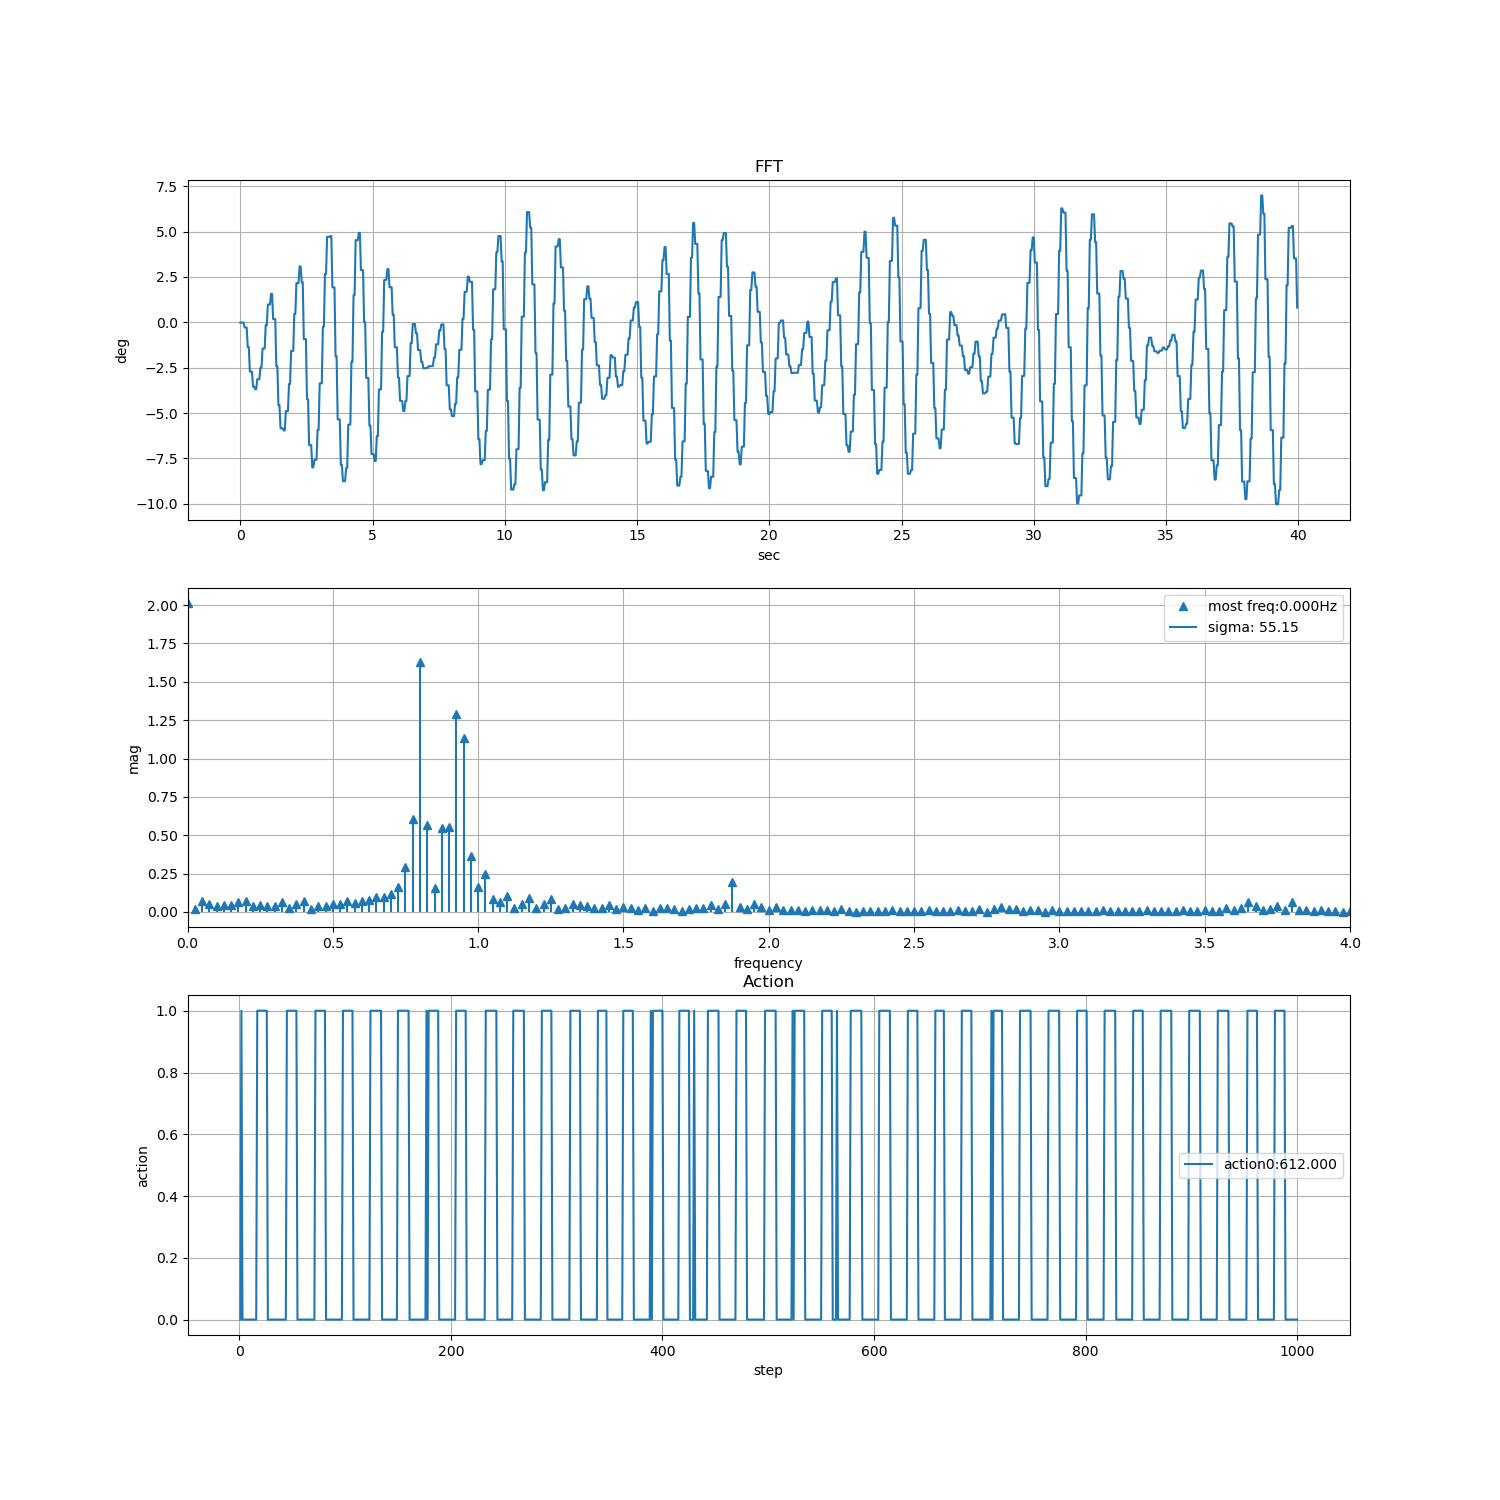 FFT
7.5
5.0
2.5
0.0
−2.5
−5.0
−7.5
−10.0
deg
0 5 10 15 20 25 30 35 40
sec
2.00
1.75
1.50
1.25
1.00
0.75
0.50
0.25
0.00
mag
most freq:0.000Hz
sigma: 55.15
0.0 0.5 1.0 1.5 2.0 2.5 3.0 3.5 4.0
frequency
Action
1.0
0.8
0.6
0.4
0.2
0.0
action
action0:612.000
0 200 400 600 800 1000
step